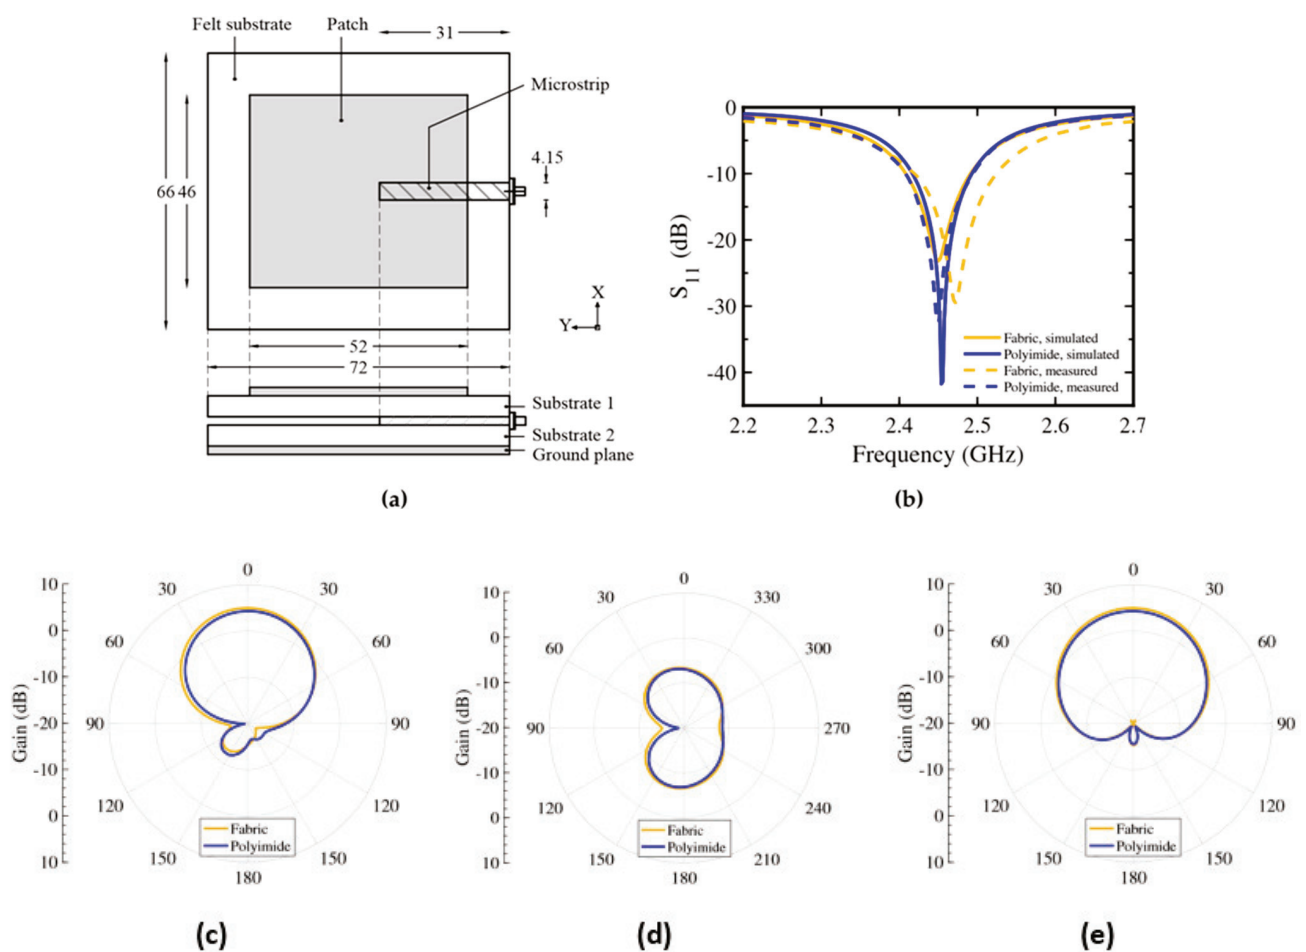 31
Felt substrate
Patch
Microstrip
4.15
66 46
X
Y
52
72
Substrate 1
Substrate 2
Ground plane
(a)
0
-10
-20
-30
-40
S11 (dB)
Fabric, simulated
Polyimide, simulated
Fabric, measured
Polyimide, measured
2.2 2.3 2.4 2.5 2.6 2.7
Frequency (GHz)
(b)
10
0
-10
-20
-10
0
10
Gain (dB)
0
30 30
60 60
90 90
120 120
150 150
180
Fabric
Polyimide
(c)
10
0
-10
-20
-10
0
10
Gain (dB)
0
30 330
60 300
90 270
120 240
150 210
180
Fabric
Polyimide
(d)
10
0
-10
-20
-10
0
10
Gain (dB)
0
30 30
60 60
90 90
120 120
150 150
180
Fabric
Polyimide
(e)